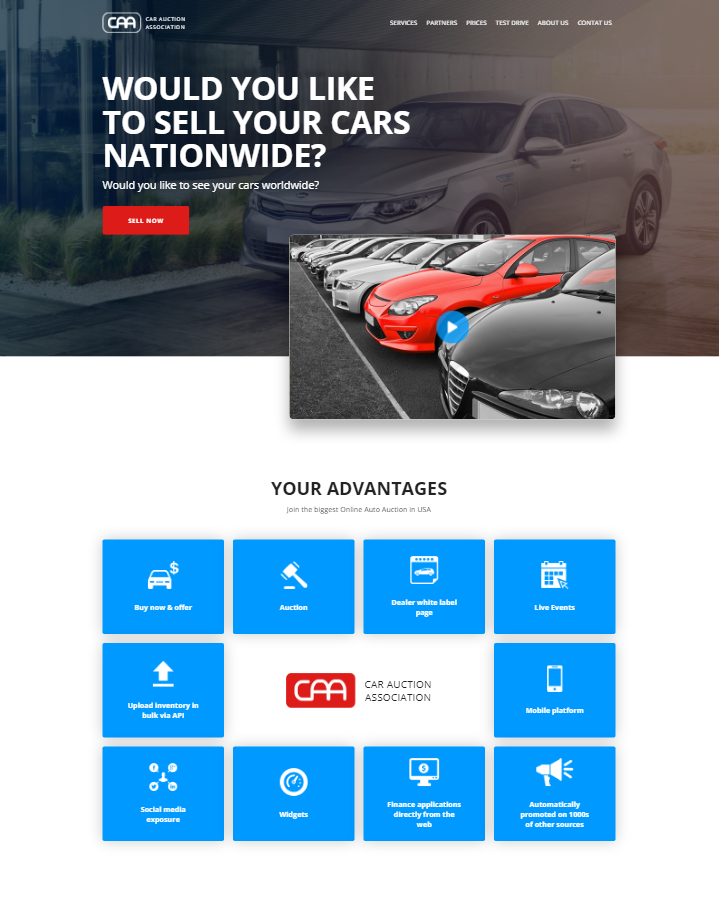 CAA CAR AUCTION
ASSOCIATION
SERVICES PARTNERS PRICES TEST DRIVE ABOUT US CONTAT US
WOULD YOU LIKE
TO SELL YOUR CARS
NATIONWIDE?
Would you like to see your cars worldwide?
SELL NOW
YOUR ADVANTAGES
Join the biggest Online Auto Auction in USA
Buy now & offer
Auction
Dealer white label
page
Live Events
Upload inventory in
bulk via API
CAA CAR AUCTION
ASSOCIATION
Mobile platform
Social media
exposure
Widgets
Finance applications
directly from the
web
Automatically
promoted on 1000s
of other sources